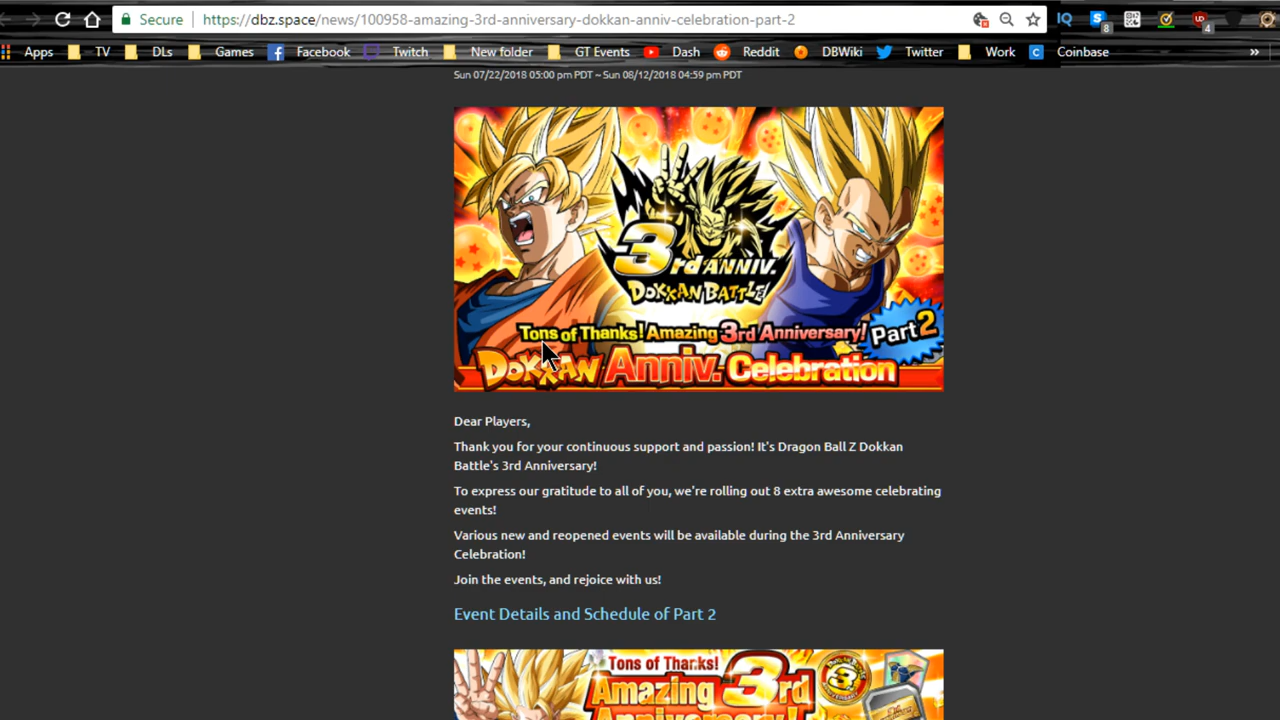 Secure https://dbz.space/news/100958-amazing-3rd-anniversary-dokkan-anniv-celebration-part-2
IQ 8 4
Apps TV DLs Games Facebook Twitch New folder GT Events Dash Reddit DBWiki Twitter Work C Coinbase »
Sun 07/22/2018 05:00 pm PDT ~ Sun 08/12/2018 04:59 pm PDT
3rd ANNIV.
DOKKAN BATTLE
Tons of Thanks! Amazing 3rd Anniversary! Part 2
DOKKAN Anniv. Celebration
Dear Players,
Thank you for your continuous support and passion! It's Dragon Ball Z Dokkan
Battle's 3rd Anniversary!
To express our gratitude to all of you, we're rolling out 8 extra awesome celebrating
events!
Various new and reopened events will be available during the 3rd Anniversary
Celebration!
Join the events, and rejoice with us!
Event Details and Schedule of Part 2
Tons of Thanks!
Amazing 3rd
Anniversary!